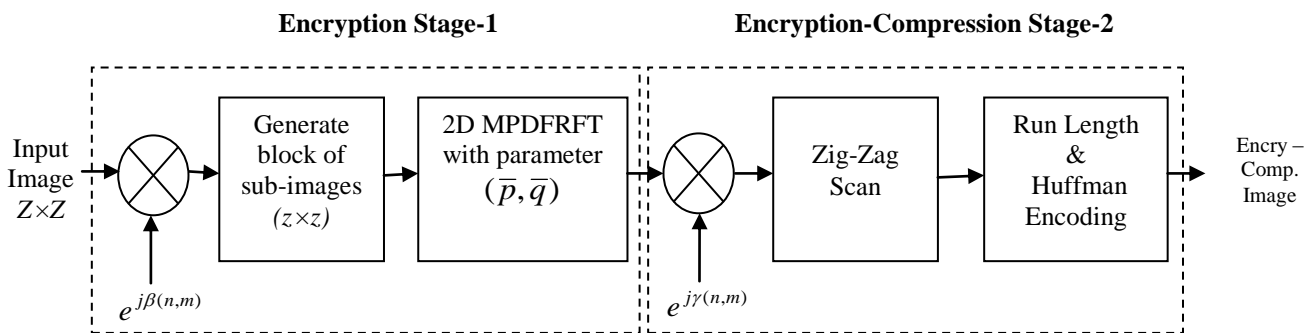 Encryption Stage-1
Encryption-Compression Stage-2
Input
Image
Z×Z
e^{jβ(n,m)}
Generate
block of
sub-images
(z×z)
2D MPDFRFT
with parameter
(p̅, q̅)
e^{jγ(n,m)}
Zig-Zag
Scan
Run Length
&
Huffman
Encoding
Encry –
Comp.
Image